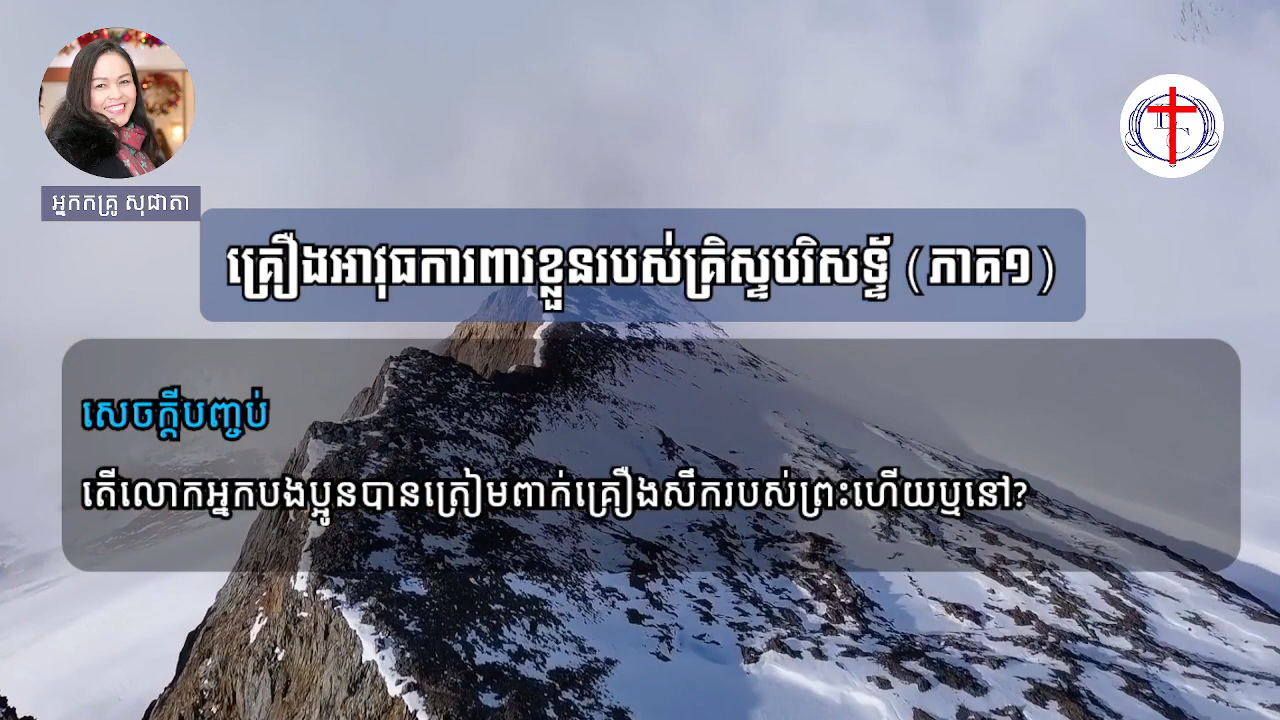 អ្នកកគ្រូ សុជាតា
គ្រឿងអាវុធការពារខ្លួនរបស់គ្រិស្ទបរិសទ្ទ័ (ភាគ១)
សេចក្ដីបញ្ចប់
តើលោកអ្នកបងប្អូនបានត្រៀមពាក់គ្រឿងសឹករបស់ព្រះហើយឬនៅ?